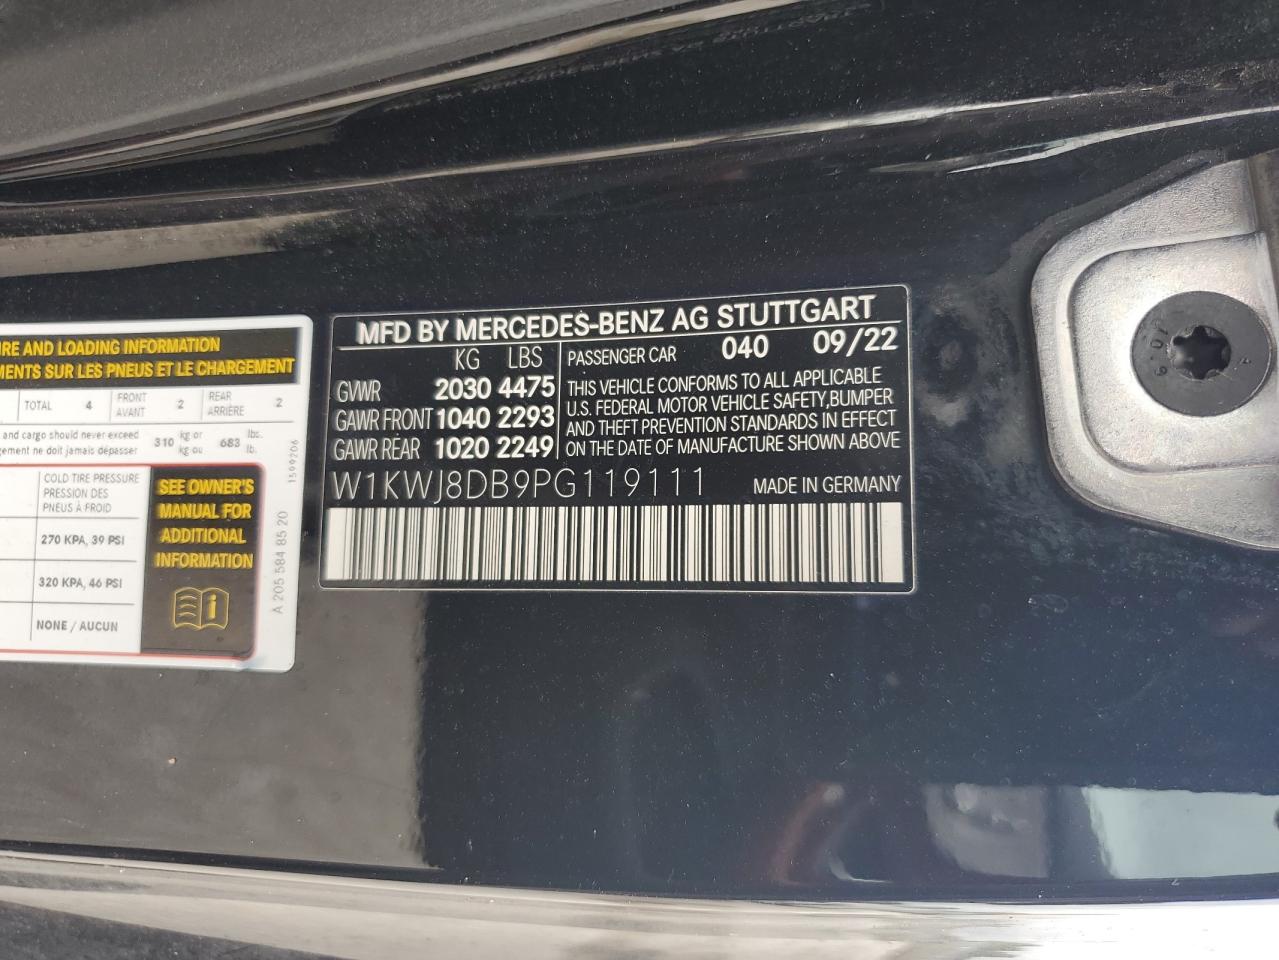 IRE AND LOADING INFORMATION
MENTS SUR LES PNEUS ET LE CHARGEMENT
TOTAL 4 FRONT AVANT 2 REAR ARRIÈRE 2
and cargo should never exceed 310 kg or 683 lbs.
gement ne doit jamais dépasser kg ou lb.
COLD TIRE PRESSURE
PRESSION DES
PNEUS À FROID
270 KPA, 39 PSI
320 KPA, 46 PSI
NONE / AUCUN
SEE OWNER'S
MANUAL FOR
ADDITIONAL
INFORMATION
i
1599206
A 205 584 85 20
MFD BY MERCEDES-BENZ AG STUTTGART
KG LBS
GVWR 2030 4475
GAWR FRONT 1040 2293
GAWR REAR 1020 2249
PASSENGER CAR 040 09/22
THIS VEHICLE CONFORMS TO ALL APPLICABLE
U.S. FEDERAL MOTOR VEHICLE SAFETY,BUMPER
AND THEFT PREVENTION STANDARDS IN EFFECT
ON THE DATE OF MANUFACTURE SHOWN ABOVE
W1KWJ8DB9PG119111 MADE IN GERMANY